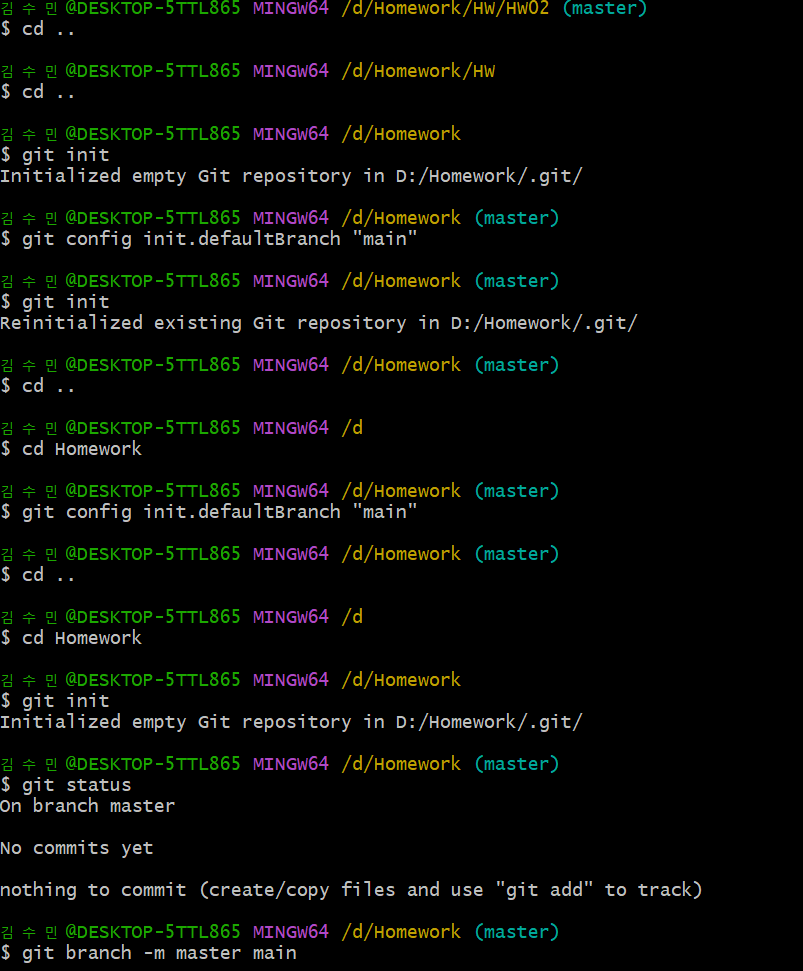 김 수 민 @DESKTOP-5TTL865 MINGW64 /d/Homework/HW/HW02 (master)
$ cd ..
김 수 민 @DESKTOP-5TTL865 MINGW64 /d/Homework/HW
$ cd ..
김 수 민 @DESKTOP-5TTL865 MINGW64 /d/Homework
$ git init
Initialized empty Git repository in D:/Homework/.git/
김 수 민 @DESKTOP-5TTL865 MINGW64 /d/Homework (master)
$ git config init.defaultBranch "main"
김 수 민 @DESKTOP-5TTL865 MINGW64 /d/Homework (master)
$ git init
Reinitialized existing Git repository in D:/Homework/.git/
김 수 민 @DESKTOP-5TTL865 MINGW64 /d/Homework (master)
$ cd ..
김 수 민 @DESKTOP-5TTL865 MINGW64 /d
$ cd Homework
김 수 민 @DESKTOP-5TTL865 MINGW64 /d/Homework (master)
$ git config init.defaultBranch "main"
김 수 민 @DESKTOP-5TTL865 MINGW64 /d/Homework (master)
$ cd ..
김 수 민 @DESKTOP-5TTL865 MINGW64 /d
$ cd Homework
김 수 민 @DESKTOP-5TTL865 MINGW64 /d/Homework
$ git init
Initialized empty Git repository in D:/Homework/.git/
김 수 민 @DESKTOP-5TTL865 MINGW64 /d/Homework (master)
$ git status
On branch master
No commits yet
nothing to commit (create/copy files and use "git add" to track)
김 수 민 @DESKTOP-5TTL865 MINGW64 /d/Homework (master)
$ git branch -m master main